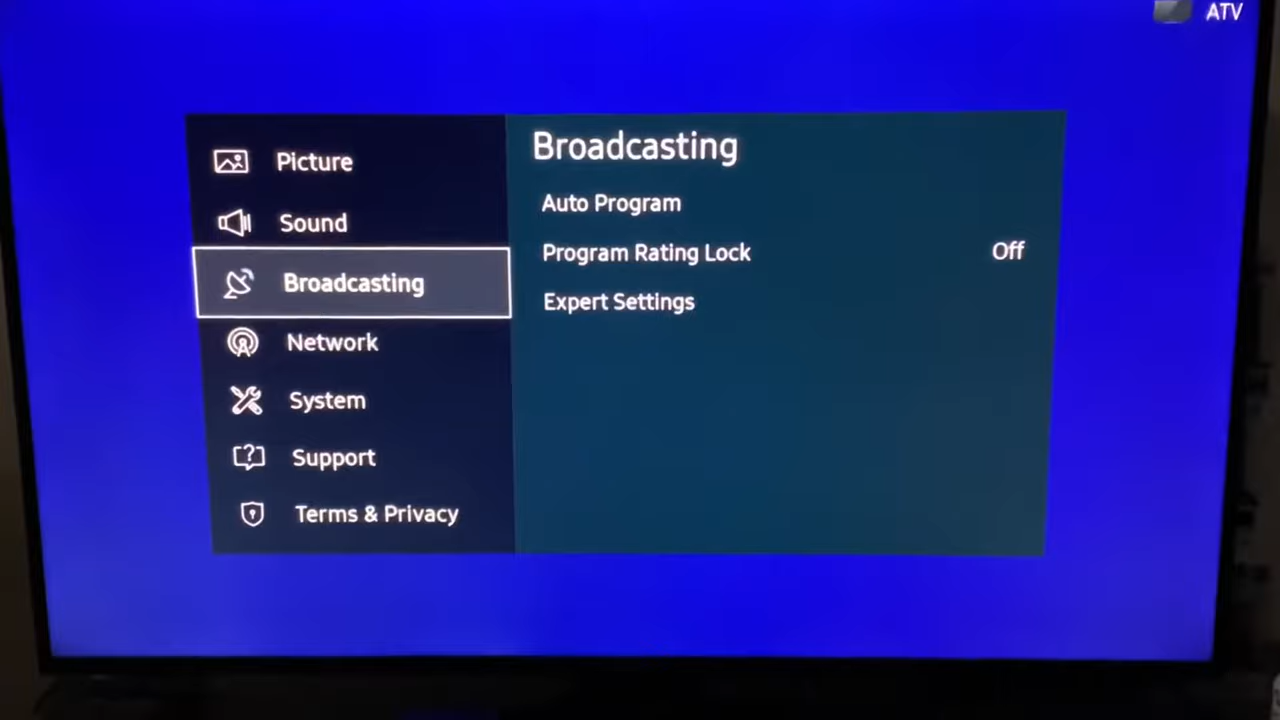 ATV
Picture
Sound
Broadcasting
Network
System
Support
Terms & Privacy
Broadcasting
Auto Program
Program Rating Lock Off
Expert Settings